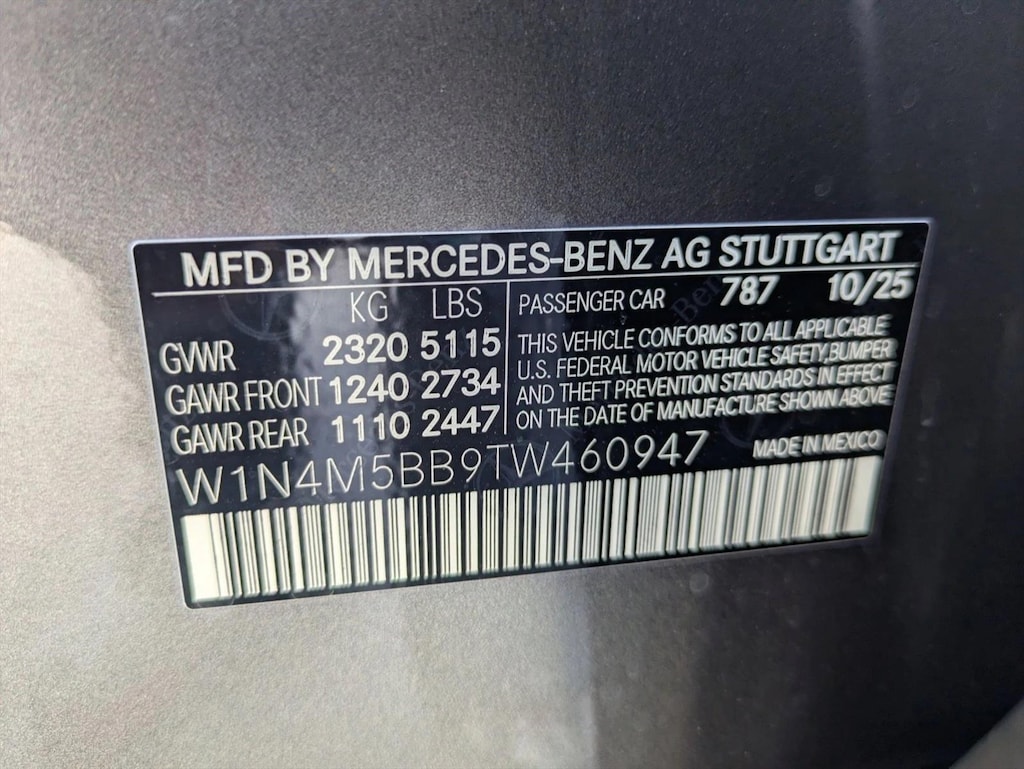 MFD BY MERCEDES-BENZ AG STUTTGART
KG LBS
GVWR 2320 5115
GAWR FRONT 1240 2734
GAWR REAR 1110 2447
PASSENGER CAR 787 10/25
THIS VEHICLE CONFORMS TO ALL APPLICABLE
U.S. FEDERAL MOTOR VEHICLE SAFETY, BUMPER
AND THEFT PREVENTION STANDARDS IN EFFECT
ON THE DATE OF MANUFACTURE SHOWN ABOVE
W1N4M5BB9TW460947
MADE IN MEXICO